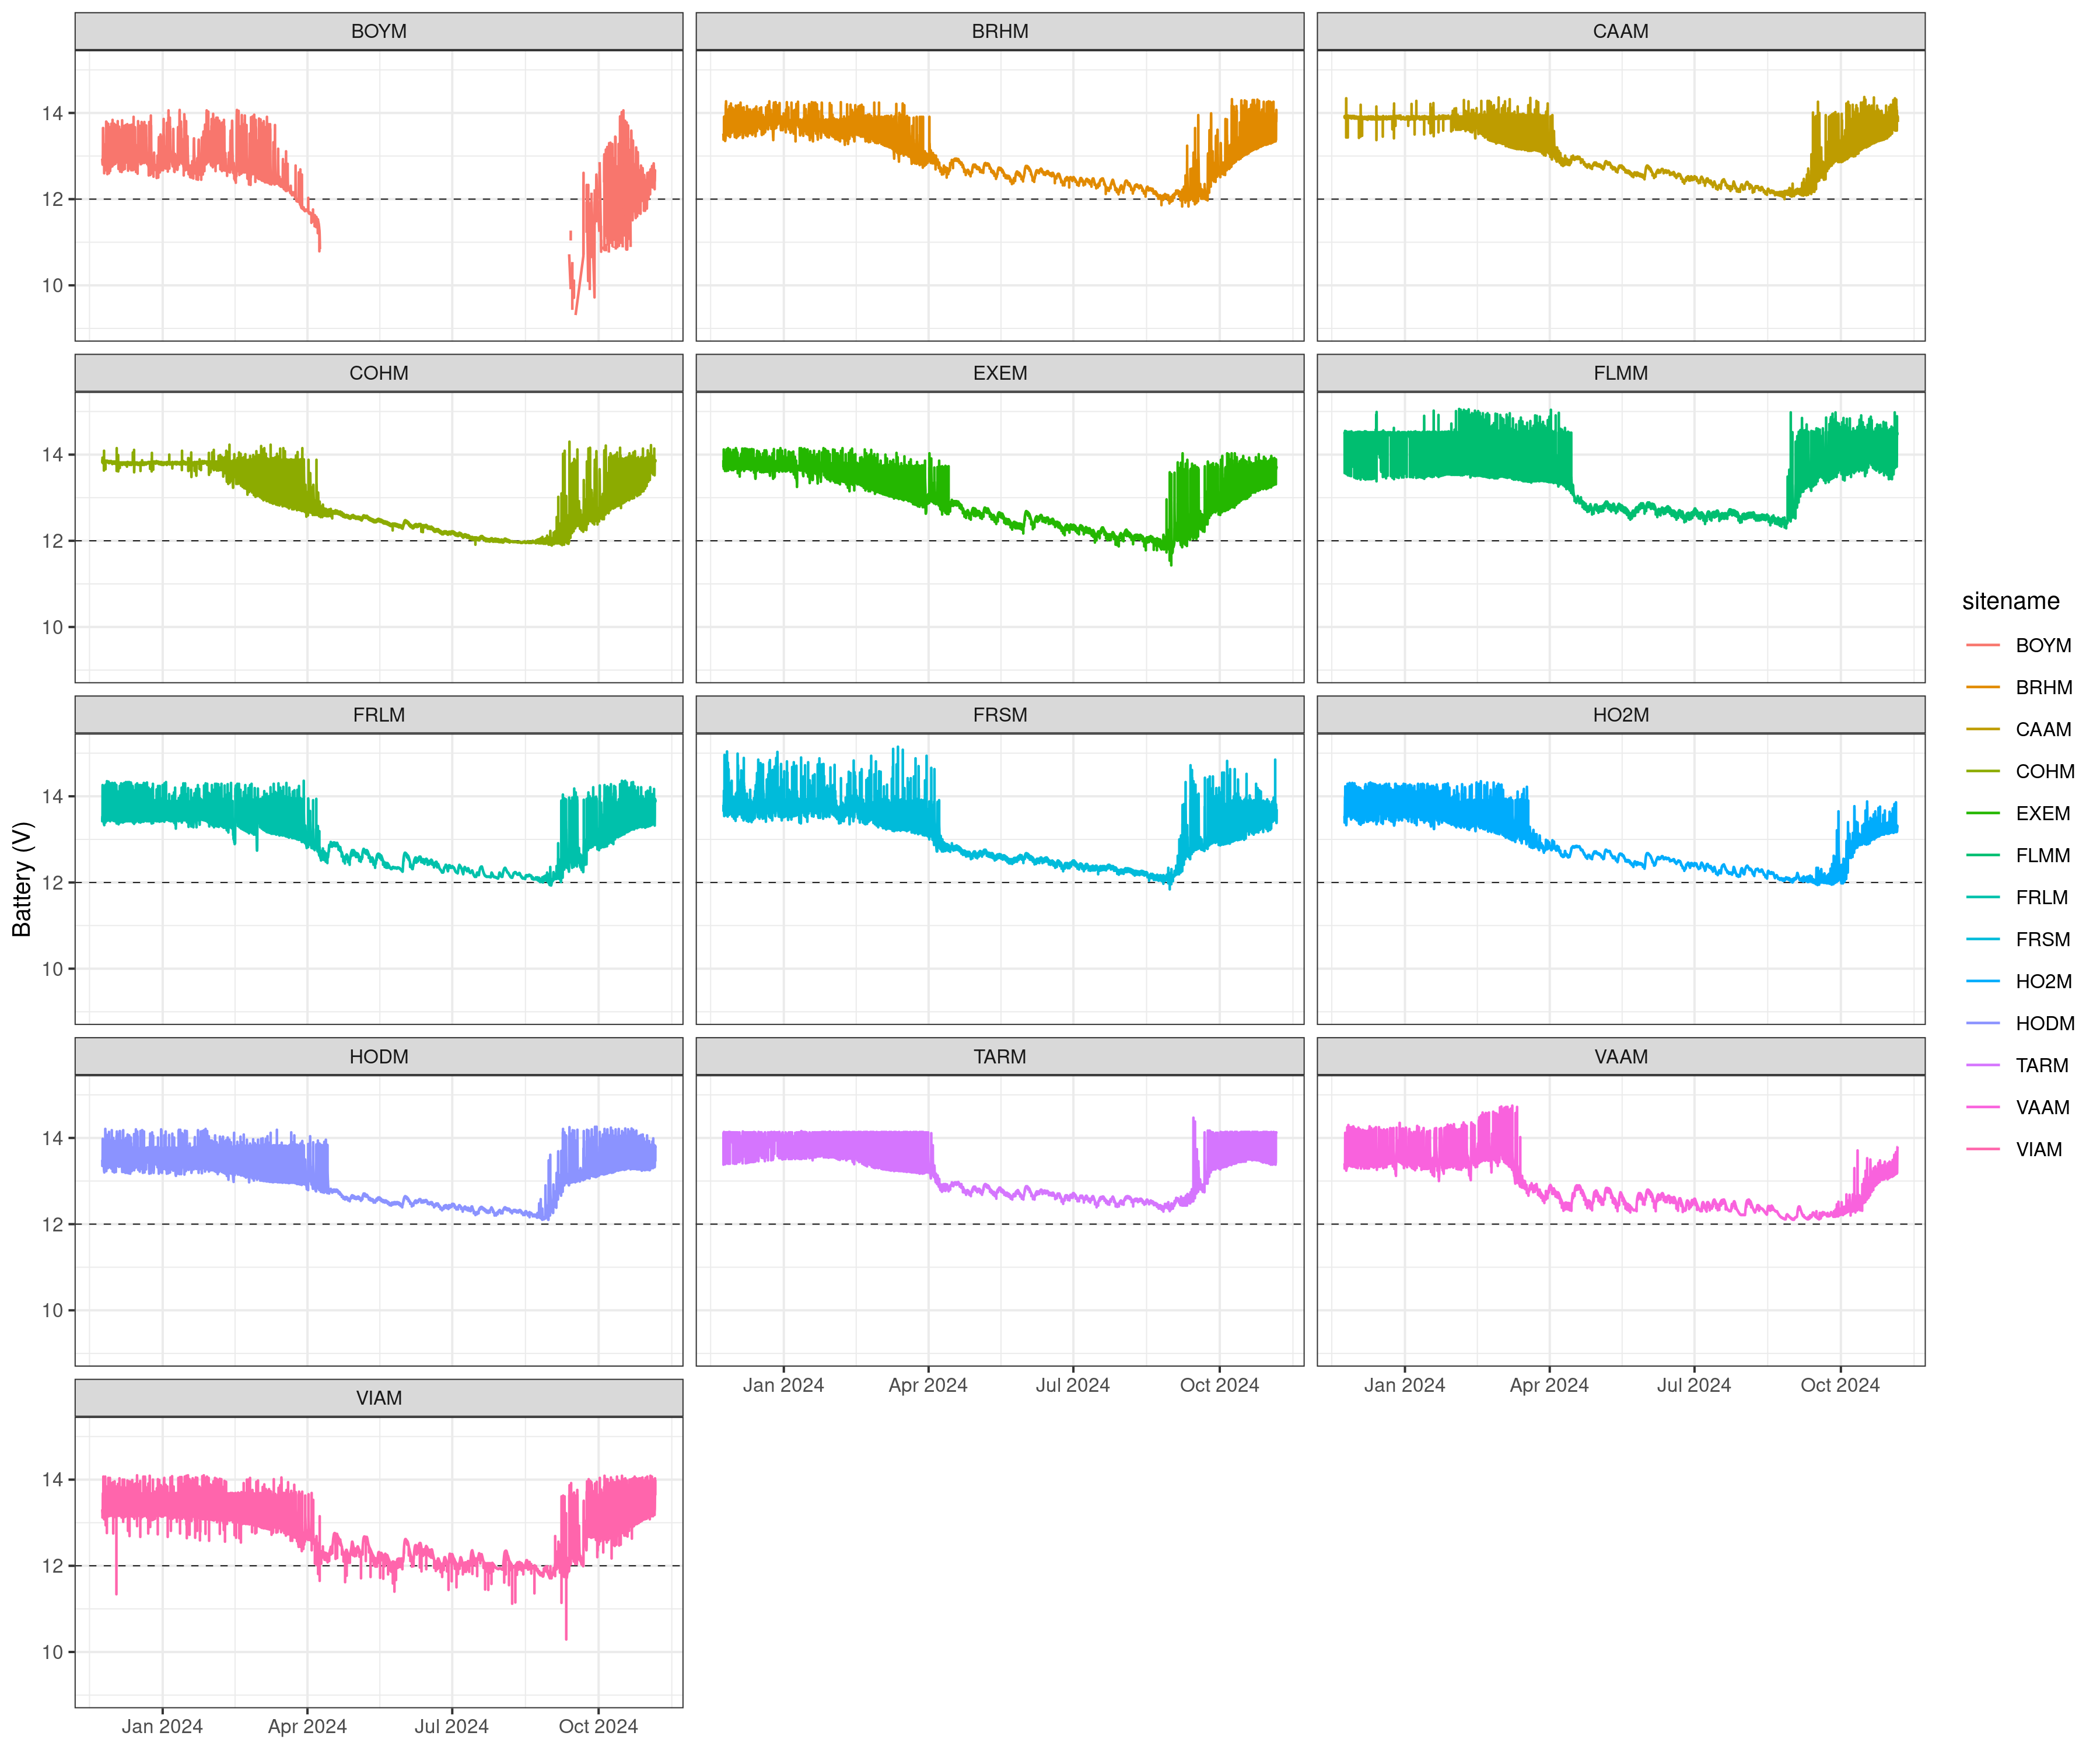 BOYM BRHM CAAM
14
12
10
COHM EXEM FLMM
14
12
10
FRLM FRSM HO2M
14
12
10
HODM TARM VAAM
14
12
10
Jan 2024 Apr 2024 Jul 2024 Oct 2024 Jan 2024 Apr 2024 Jul 2024 Oct 2024
VIAM
14
12
10
Jan 2024 Apr 2024 Jul 2024 Oct 2024
Battery (V)
sitename
BOYM
BRHM
CAAM
COHM
EXEM
FLMM
FRLM
FRSM
HO2M
HODM
TARM
VAAM
VIAM